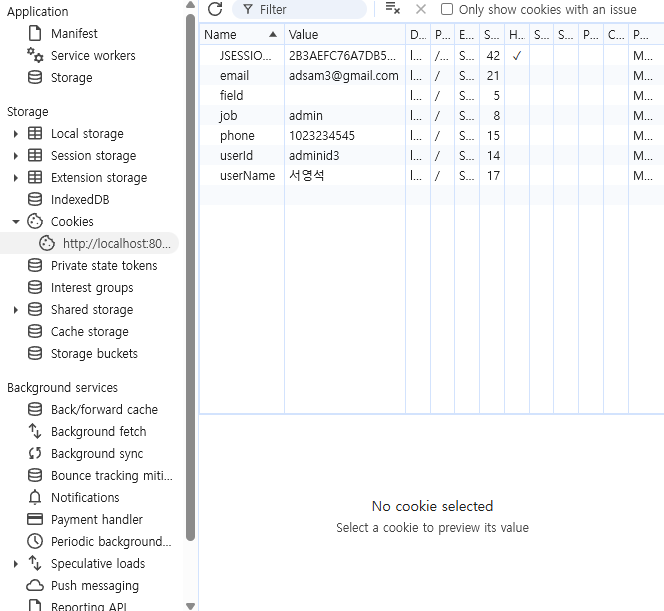 Application
Manifest
Service workers
Storage
Storage
Local storage
Session storage
Extension storage
IndexedDB
Cookies
http://localhost:80...
Private state tokens
Interest groups
Shared storage
Cache storage
Storage buckets
Background services
Back/forward cache
Background fetch
Background sync
Bounce tracking miti...
Notifications
Payment handler
Periodic background...
Speculative loads
Push messaging
Reporting API
Filter Only show cookies with an issue
Name Value D... P... E... S... H... S... S... P... C... P...
JSESSIO... 2B3AEFC76A7DB5... l... /... S... 42 ✓ M...
email adsam3@gmail.com l... / S... 21 M...
field l... / S... 5 M...
job admin l... / S... 8 M...
phone 1023234545 l... / S... 15 M...
userId adminid3 l... / S... 14 M...
userName 서영석 l... / S... 17 M...
No cookie selected
Select a cookie to preview its value